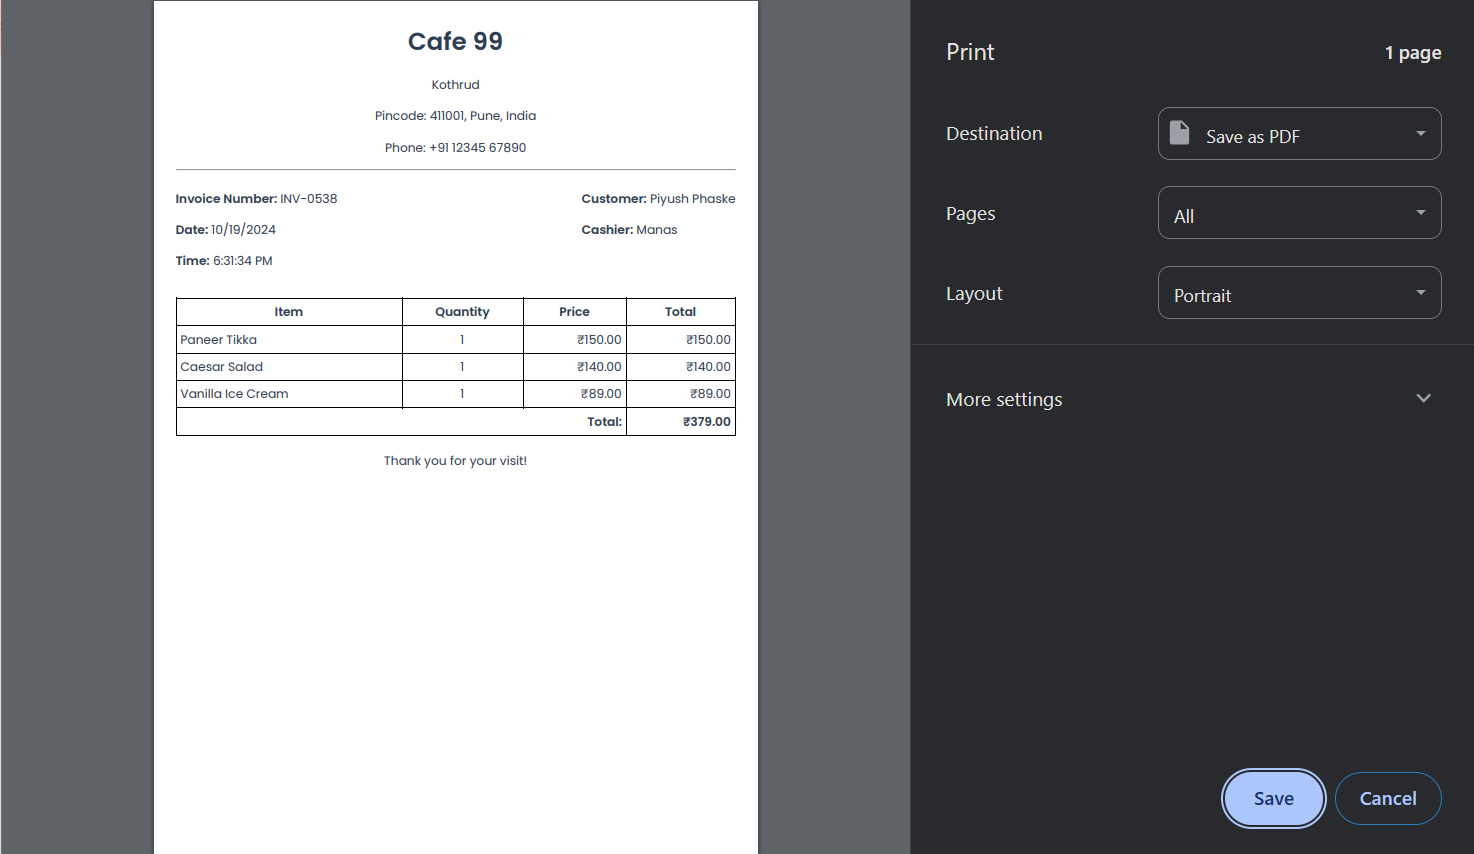 Cafe 99
Kothrud
Pincode: 411001, Pune, India
Phone: +91 12345 67890
Invoice Number: INV-0538 Customer: Piyush Phaske
Date: 10/19/2024 Cashier: Manas
Time: 6:31:34 PM
Item Quantity Price Total
Paneer Tikka 1 ₹150.00 ₹150.00
Caesar Salad 1 ₹140.00 ₹140.00
Vanilla Ice Cream 1 ₹89.00 ₹89.00
Total: ₹379.00
Thank you for your visit!
Print 1 page
Destination Save as PDF
Pages All
Layout Portrait
More settings
Save Cancel